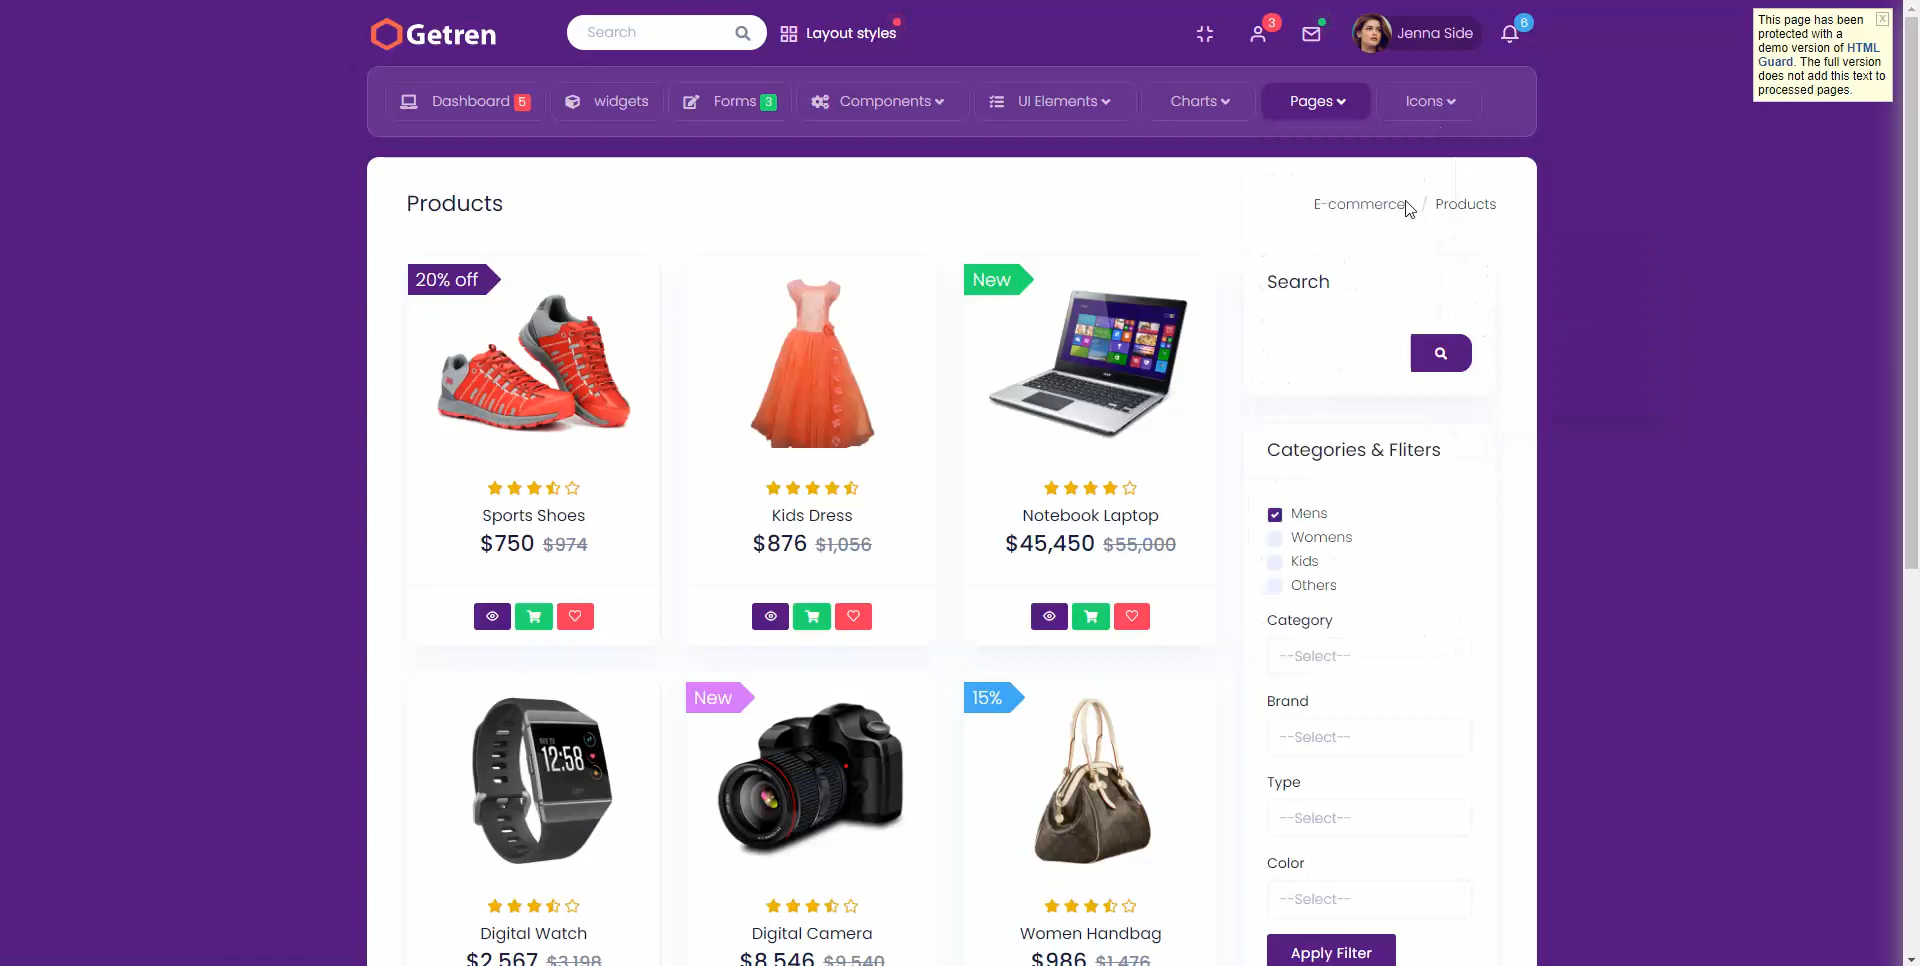 Getren
Search
Layout styles
3
Jenna Side
6
This page has been
protected with a
demo version of HTML
Guard. The full version
does not add this text to
processed pages.
X
Dashboard 5
widgets
Forms 3
Components
UI Elements
Charts
Pages
Icons
Products
E-commerce / Products
20% off
Sports Shoes
$750 $974
Kids Dress
$876 $1,056
New
Notebook Laptop
$45,450 $55,000
12:58
Digital Watch
$2,567 $3,198
New
Digital Camera
$8,546 $9,540
15%
Women Handbag
$986 $1,476
Search
Categories & Fliters
Mens
Womens
Kids
Others
Category
--Select--
Brand
--Select--
Type
--Select--
Color
--Select--
Apply Filter